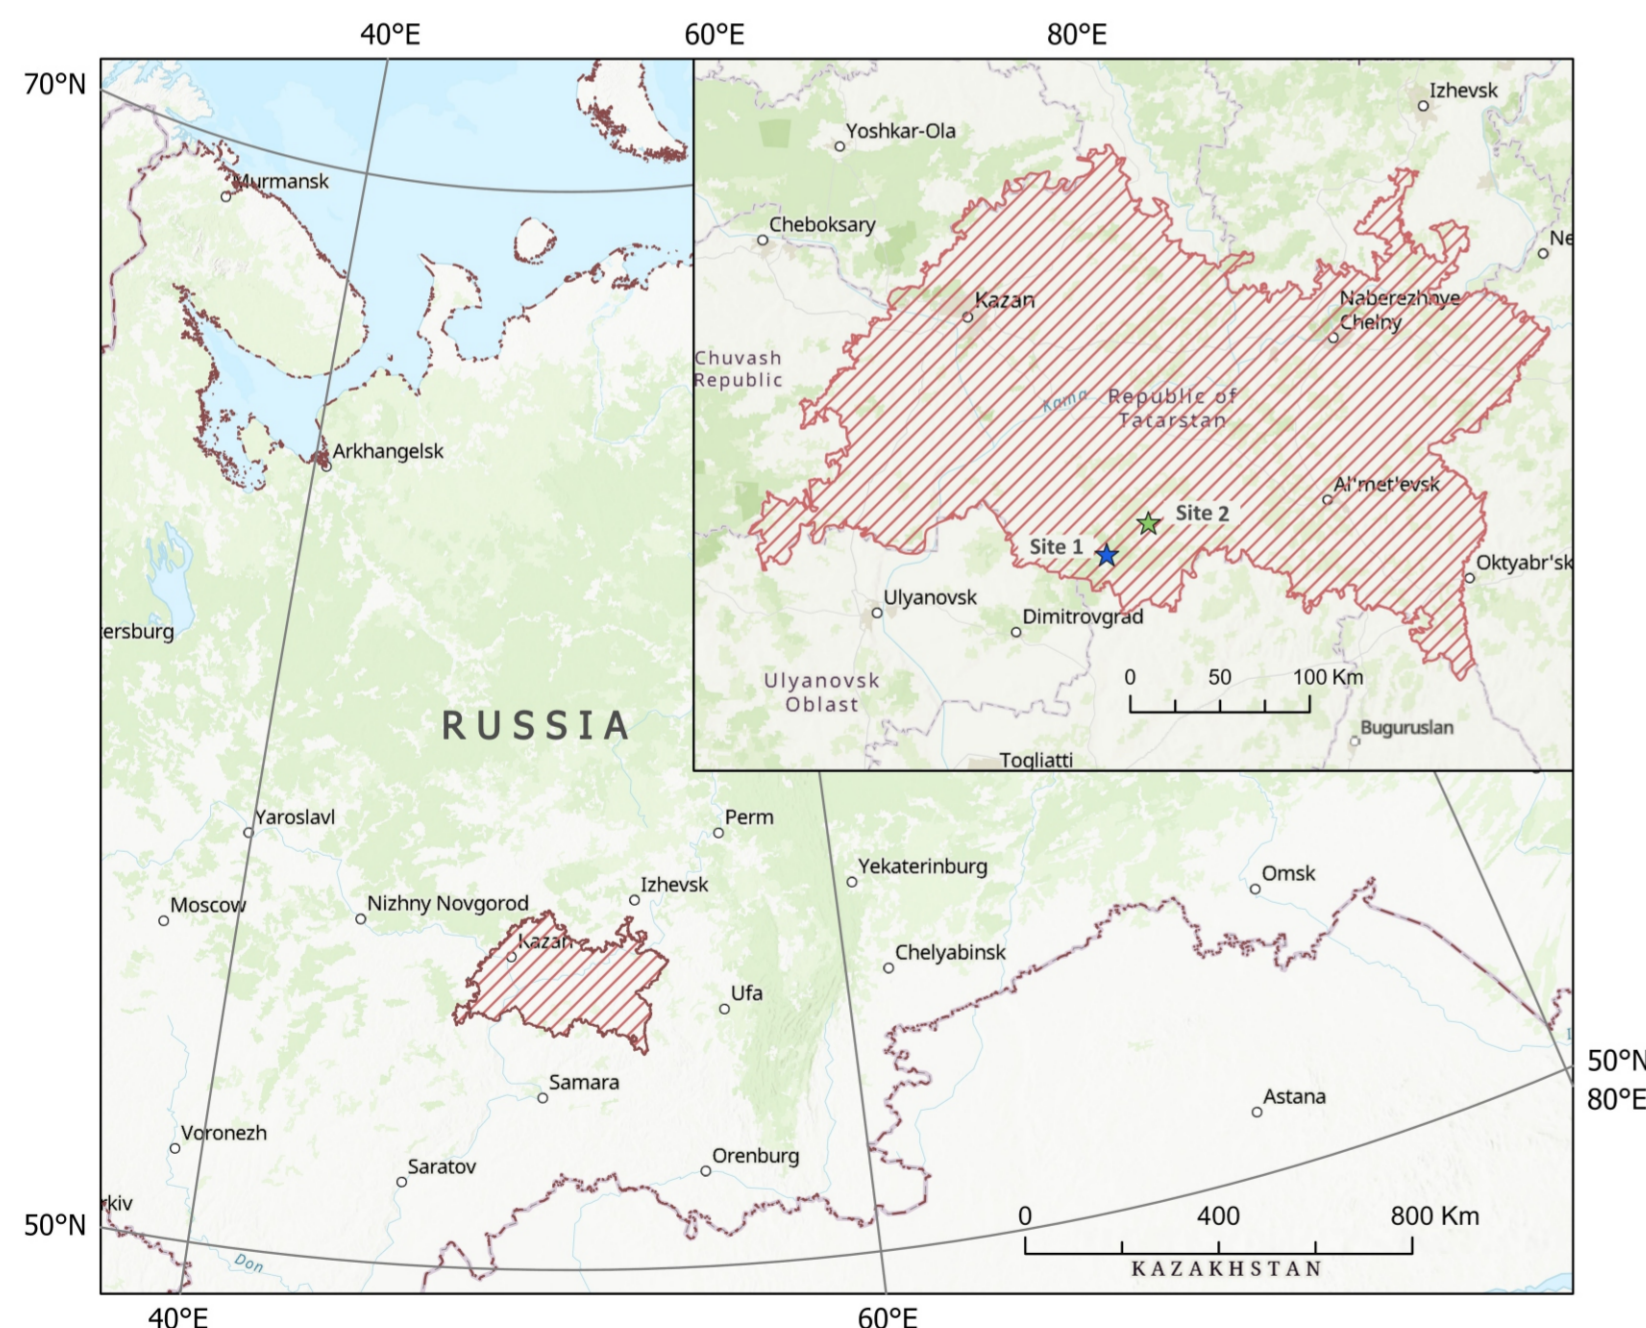 40°E
60°E
80°E
70°N
Murmansk
Arkhangelsk
ersburg
RUSSIA
Izhevsk
Yoshkar-Ola
Cheboksary
Ne
Kazan
Naberezhnye
Chelny
Chuvash
Republic
Kama
Republic of
Tatarstan
Al'met'evsk
Site 2
Site 1
Oktyabr'sk
Ulyanovsk
Dimitrovgrad
0 50 100 Km
Ulyanovsk
Oblast
Buguruslan
Togliatti
Yaroslavl
Perm
Yekaterinburg
Omsk
Izhevsk
Moscow
Nizhny Novgorod
Kazan
Chelyabinsk
Ufa
50°N
Samara
Astana
80°E
Voronezh
Orenburg
Saratov
rkiv
50°N
0 400 800 Km
Don
KAZAKHSTAN
40°E
60°E